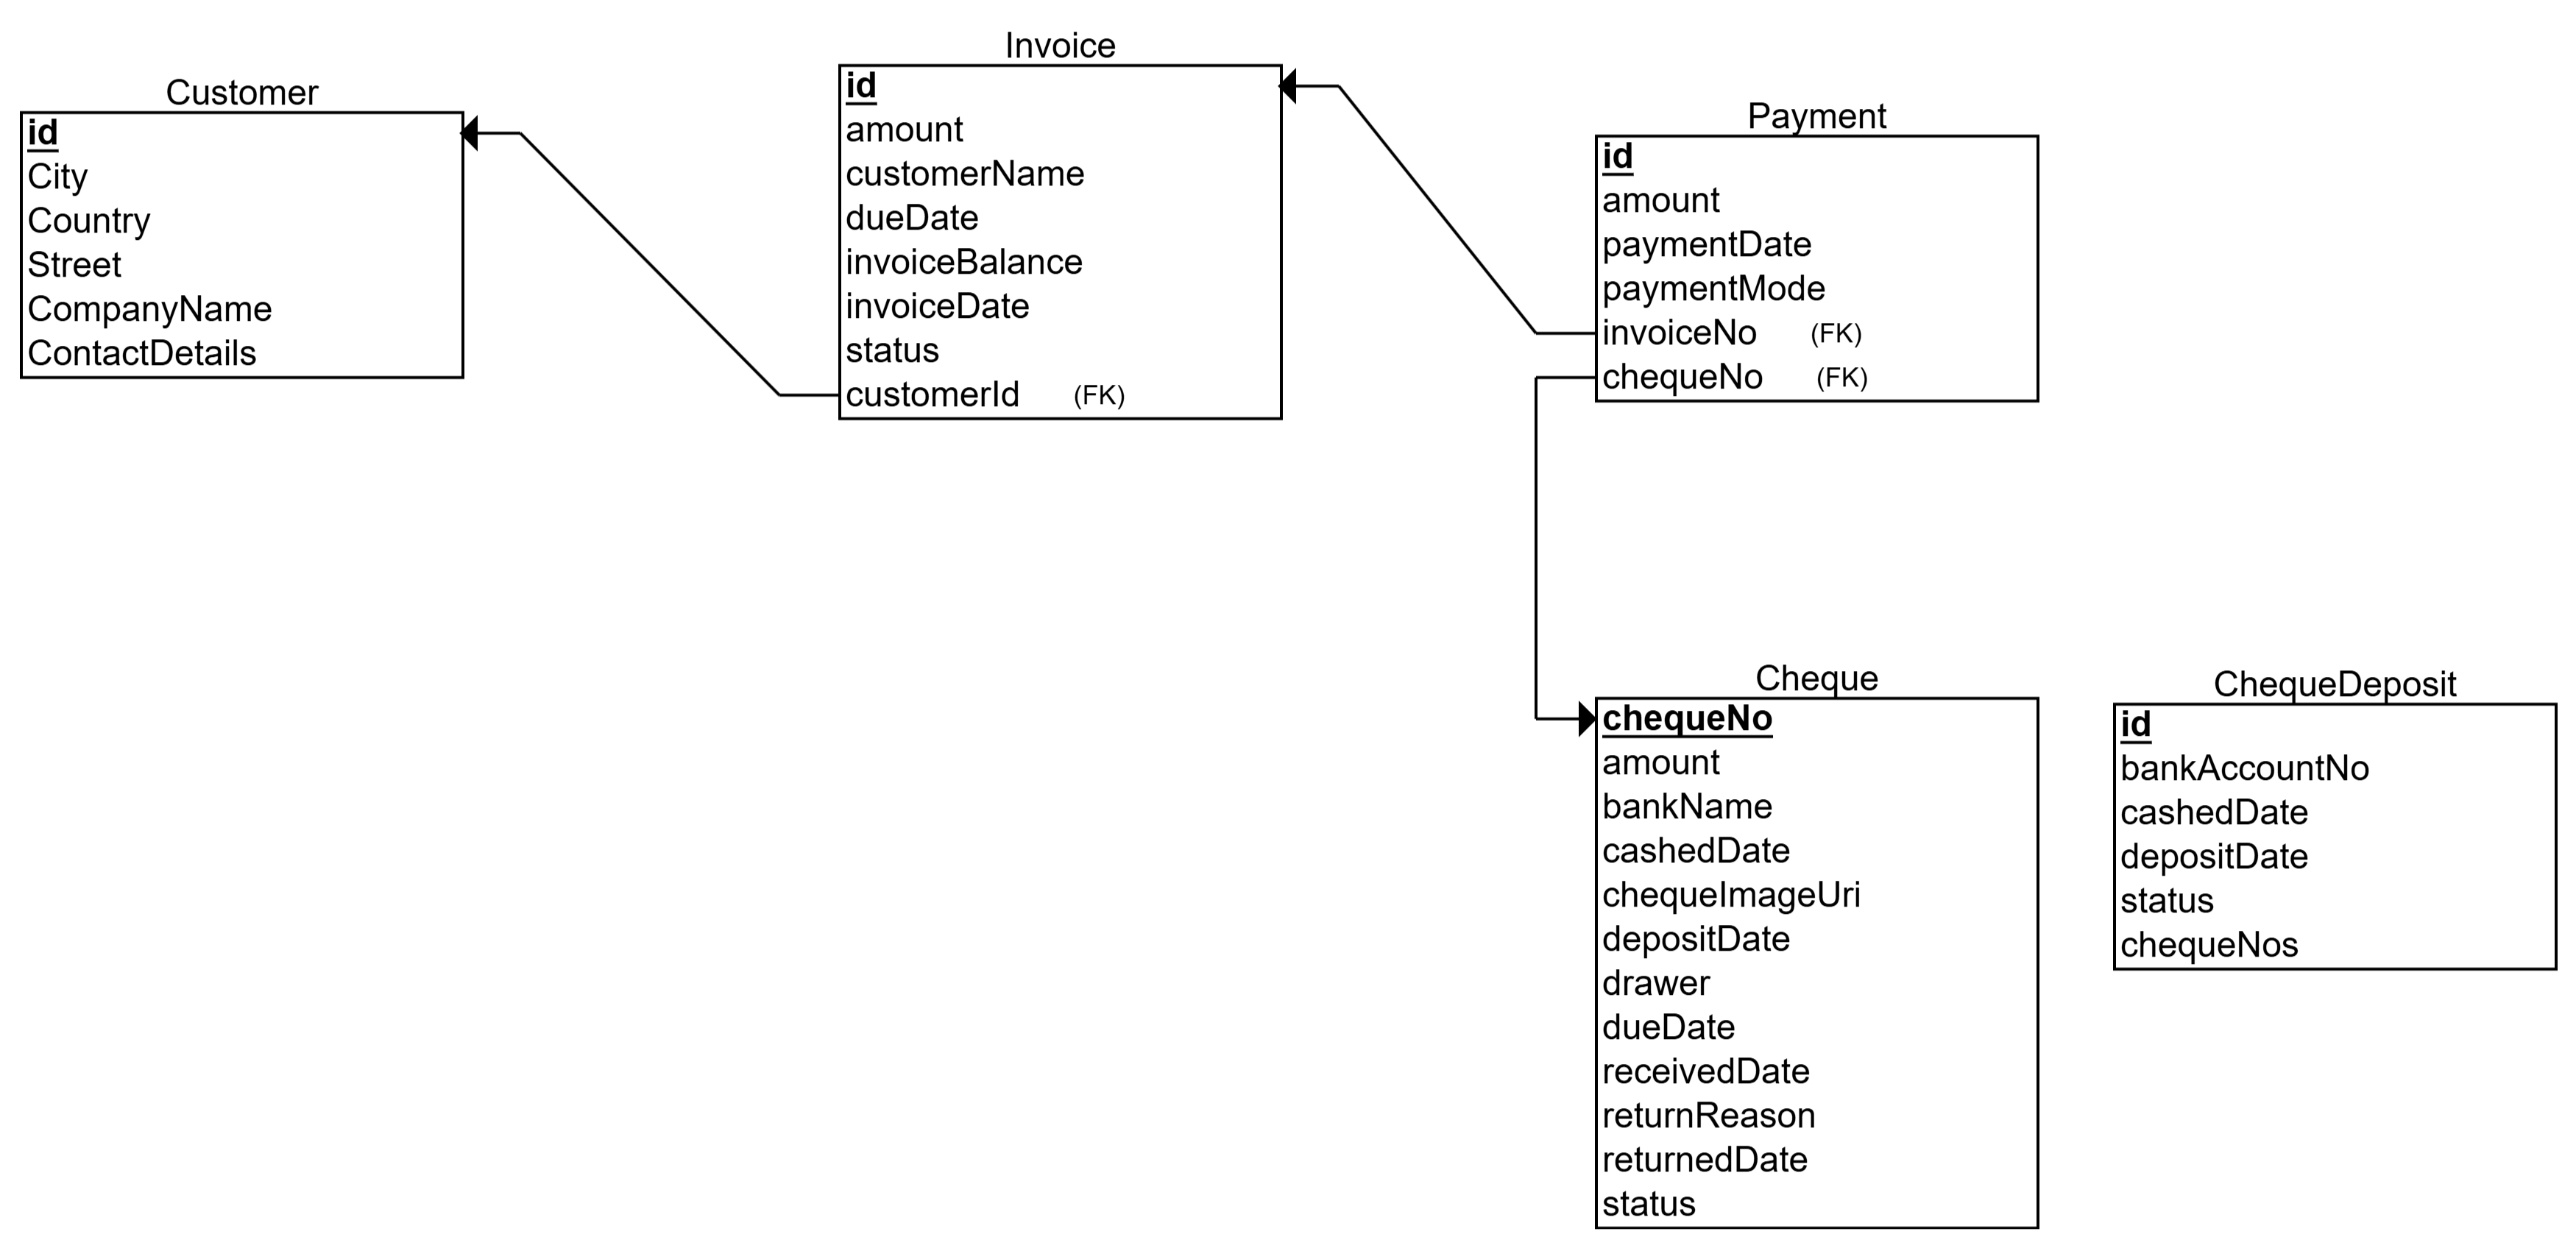 Customer
id
City
Country
Street
CompanyName
ContactDetails
Invoice
id
amount
customerName
dueDate
invoiceBalance
invoiceDate
status
customerId (FK)
Payment
id
amount
paymentDate
paymentMode
invoiceNo (FK)
chequeNo (FK)
Cheque
chequeNo
amount
bankName
cashedDate
chequeImageUri
depositDate
drawer
dueDate
receivedDate
returnReason
returnedDate
status
ChequeDeposit
id
bankAccountNo
cashedDate
depositDate
status
chequeNos